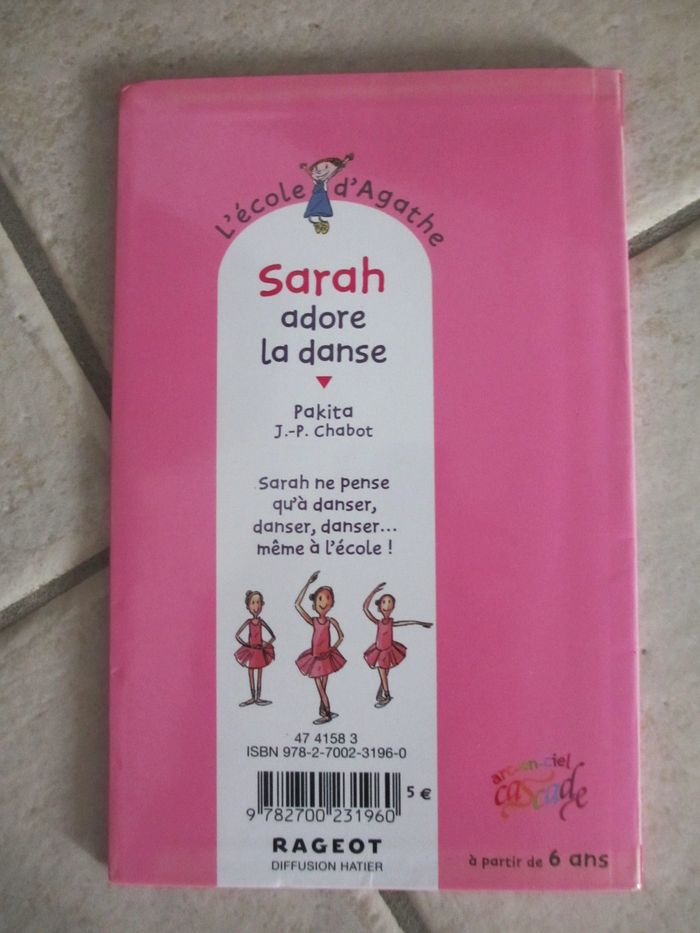 L'école d'Agathe
Sarah
adore
la danse
Pakita
J.-P. Chabot
Sarah ne pense
qu'à danser,
danser, danser...
même à l'école !
47 4158 3
ISBN 978-2-7002-3196-0
5 €
9 782700 231960
RAGEOT
DIFFUSION HATIER
arc-en-ciel
cascade
à partir de 6 ans